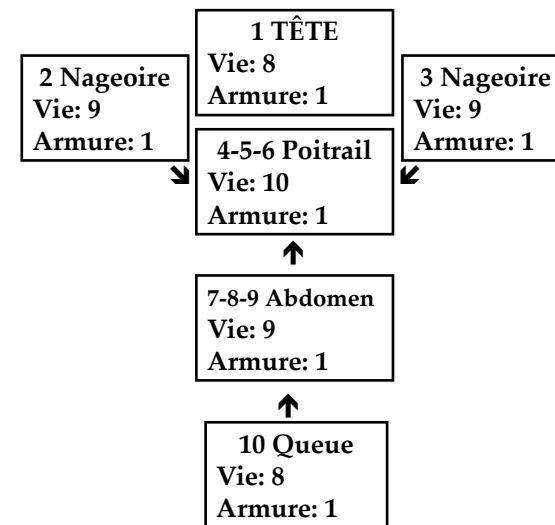 1 TÊTE
Vie: 8
Armure: 1
2 Nageoire
Vie: 9
Armure: 1
3 Nageoire
Vie: 9
Armure: 1
4-5-6 Poitrail
Vie: 10
Armure: 1
7-8-9 Abdomen
Vie: 9
Armure: 1
10 Queue
Vie: 8
Armure: 1